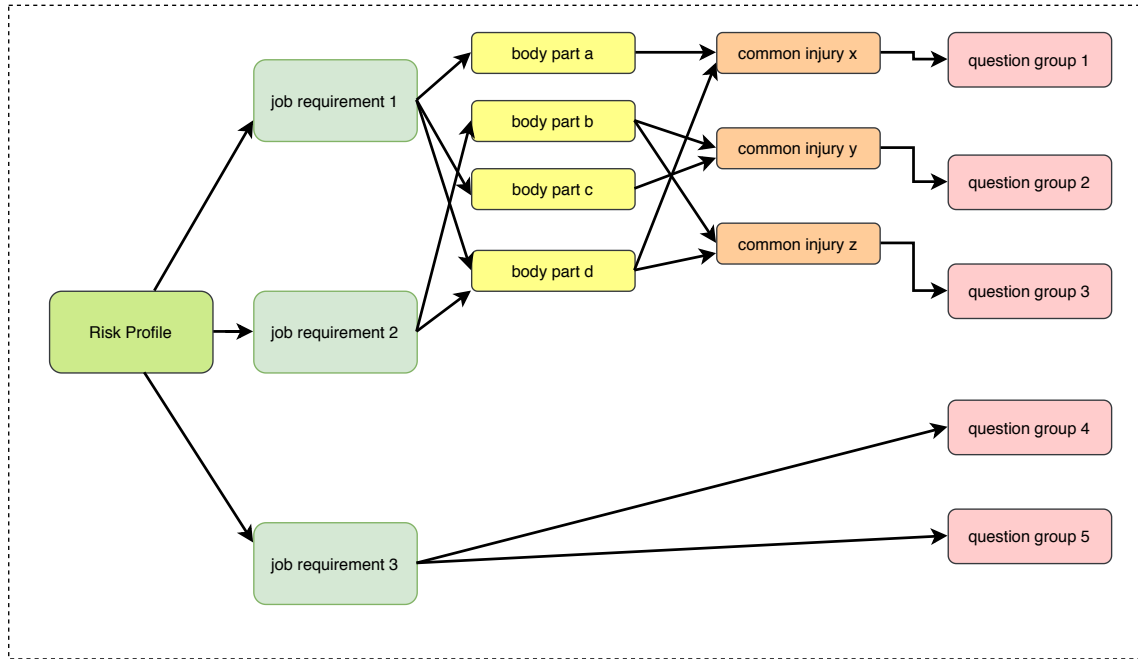 Risk Profile
job requirement 1
job requirement 2
job requirement 3
body part a
body part b
body part c
body part d
common injury x
common injury y
common injury z
question group 1
question group 2
question group 3
question group 4
question group 5